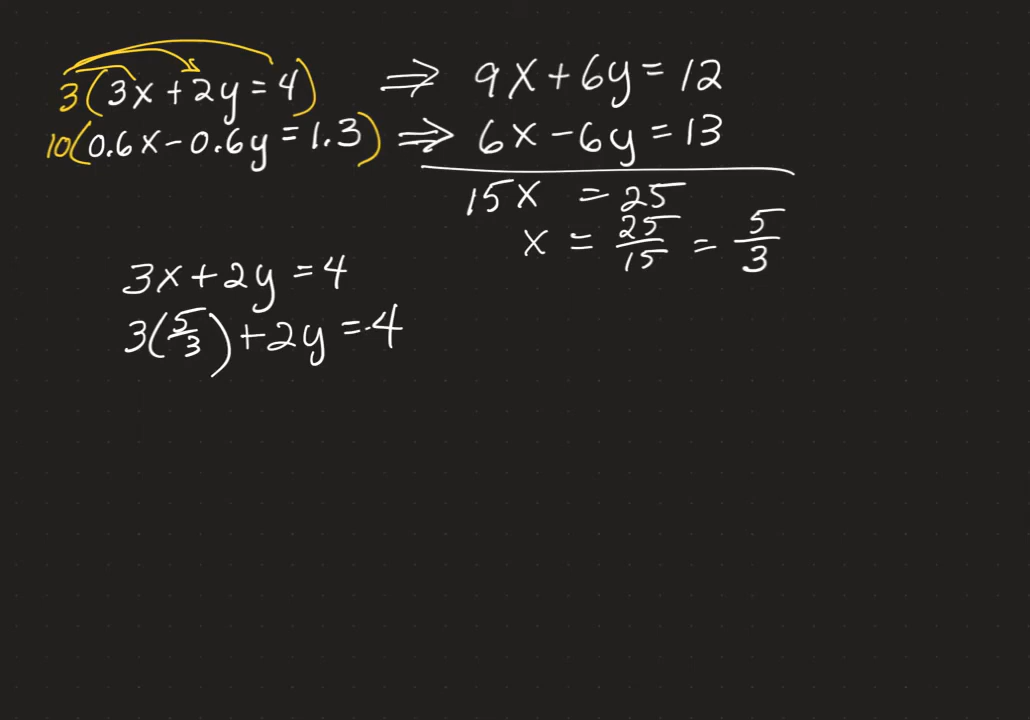 3(3x + 2y = 4) ⇒ 9x + 6y = 12
10(0.6x - 0.6y = 1.3) ⇒ 6x - 6y = 13
15x = 25
x = 25/15 = 5/3
3x + 2y = 4
3(5/3) + 2y = 4